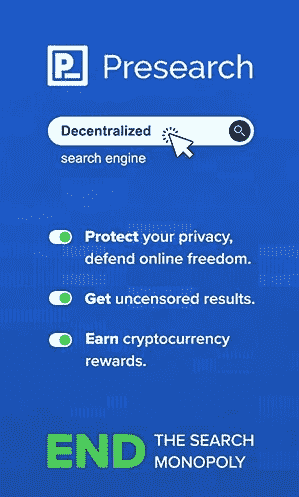 Presearch
Decentralized
search engine
Protect your privacy,
defend online freedom.
Get uncensored results.
Earn cryptocurrency
rewards.
END THE SEARCH
MONOPOLY